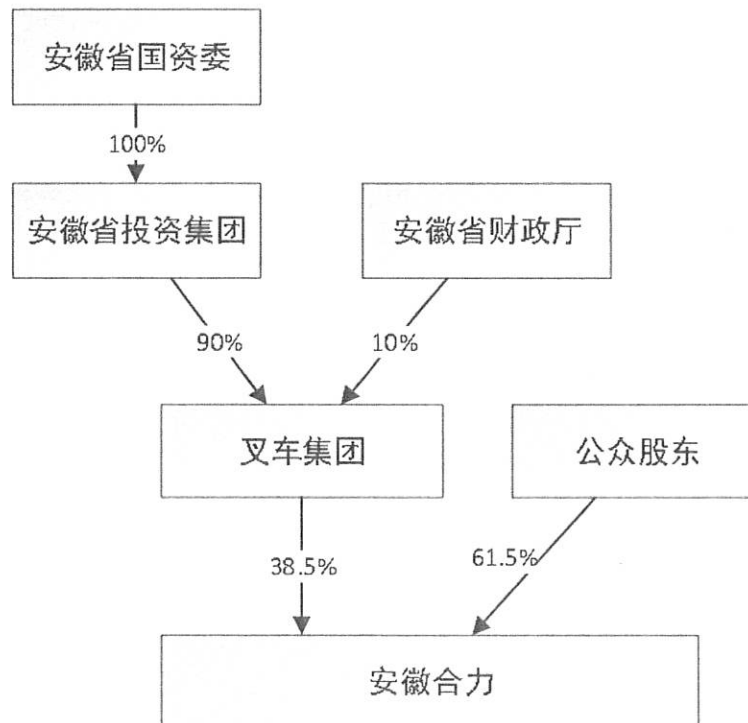 安徽省国资委
100%
安徽省投资集团
安徽省财政厅
90%
10%
叉车集团
公众股东
38.5%
61.5%
安徽合力